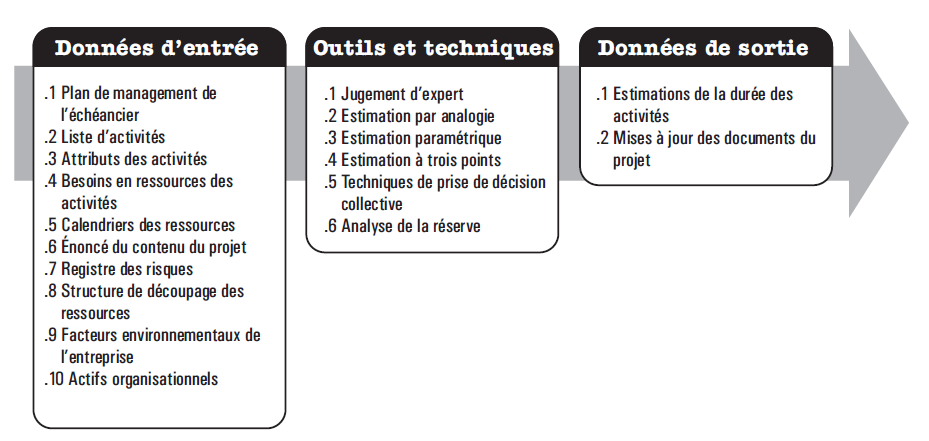 Données d'entrée
.1 Plan de management de
l'échéancier
.2 Liste d'activités
.3 Attributs des activités
.4 Besoins en ressources des
activités
.5 Calendriers des ressources
.6 Énoncé du contenu du projet
.7 Registre des risques
.8 Structure de découpage des
ressources
.9 Facteurs environnementaux de
l'entreprise
.10 Actifs organisationnels
Outils et techniques
.1 Jugement d'expert
.2 Estimation par analogie
.3 Estimation paramétrique
.4 Estimation à trois points
.5 Techniques de prise de décision
collective
.6 Analyse de la réserve
Données de sortie
.1 Estimations de la durée des
activités
.2 Mises à jour des documents du
projet